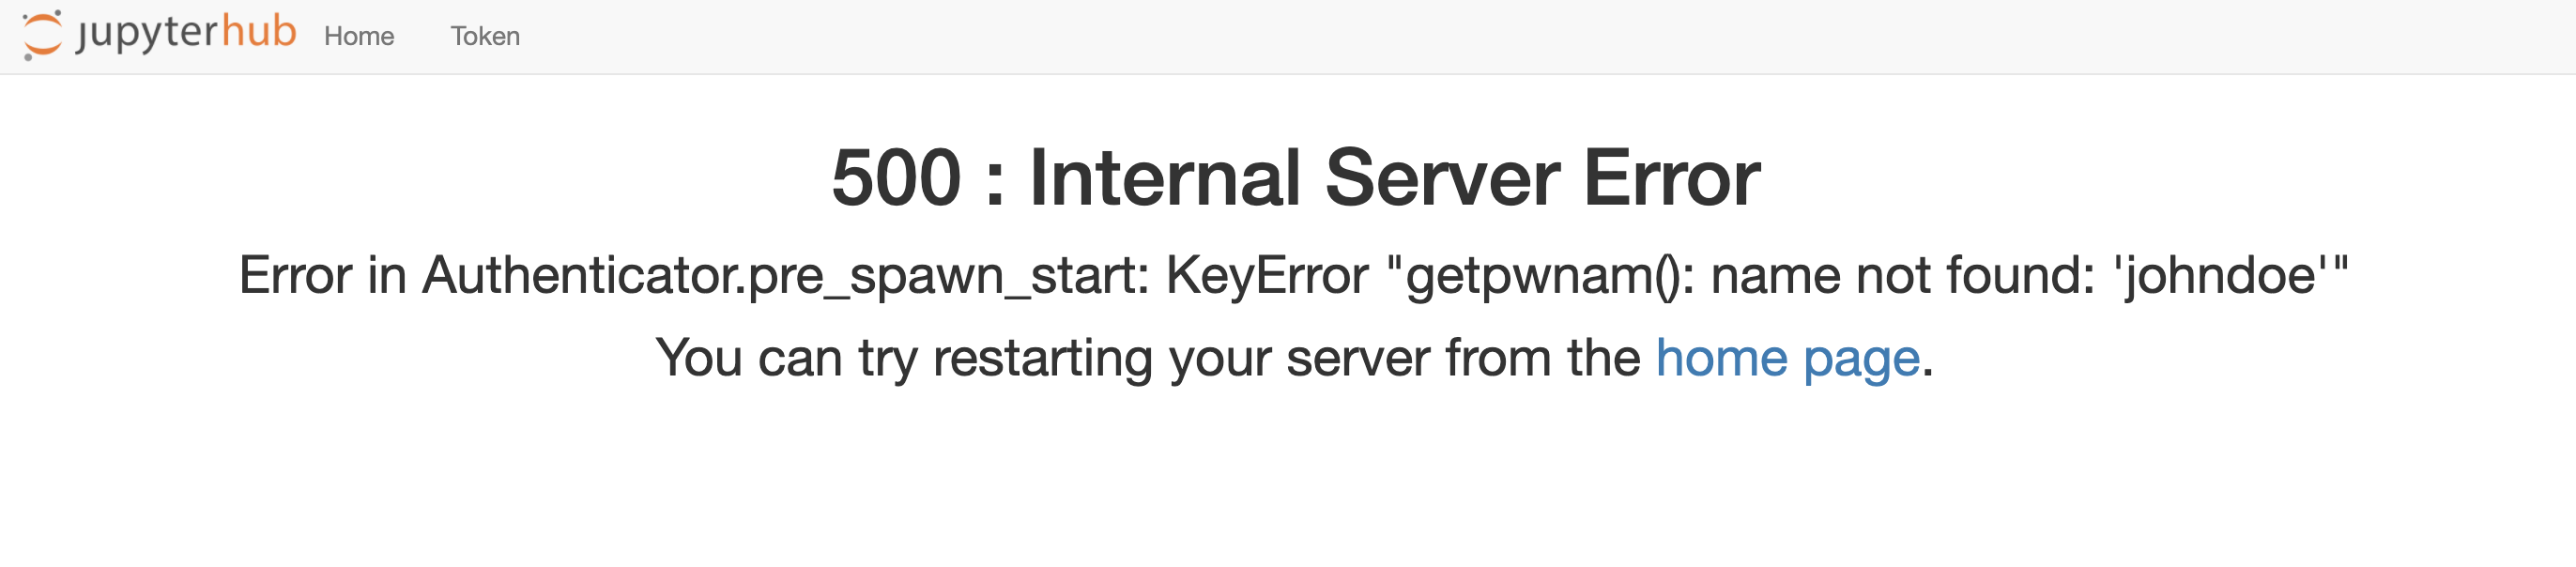 jupyterhub Home Token
500 : Internal Server Error
Error in Authenticator.pre_spawn_start: KeyError "getpwnam(): name not found: 'johndoe'"
You can try restarting your server from the home page.